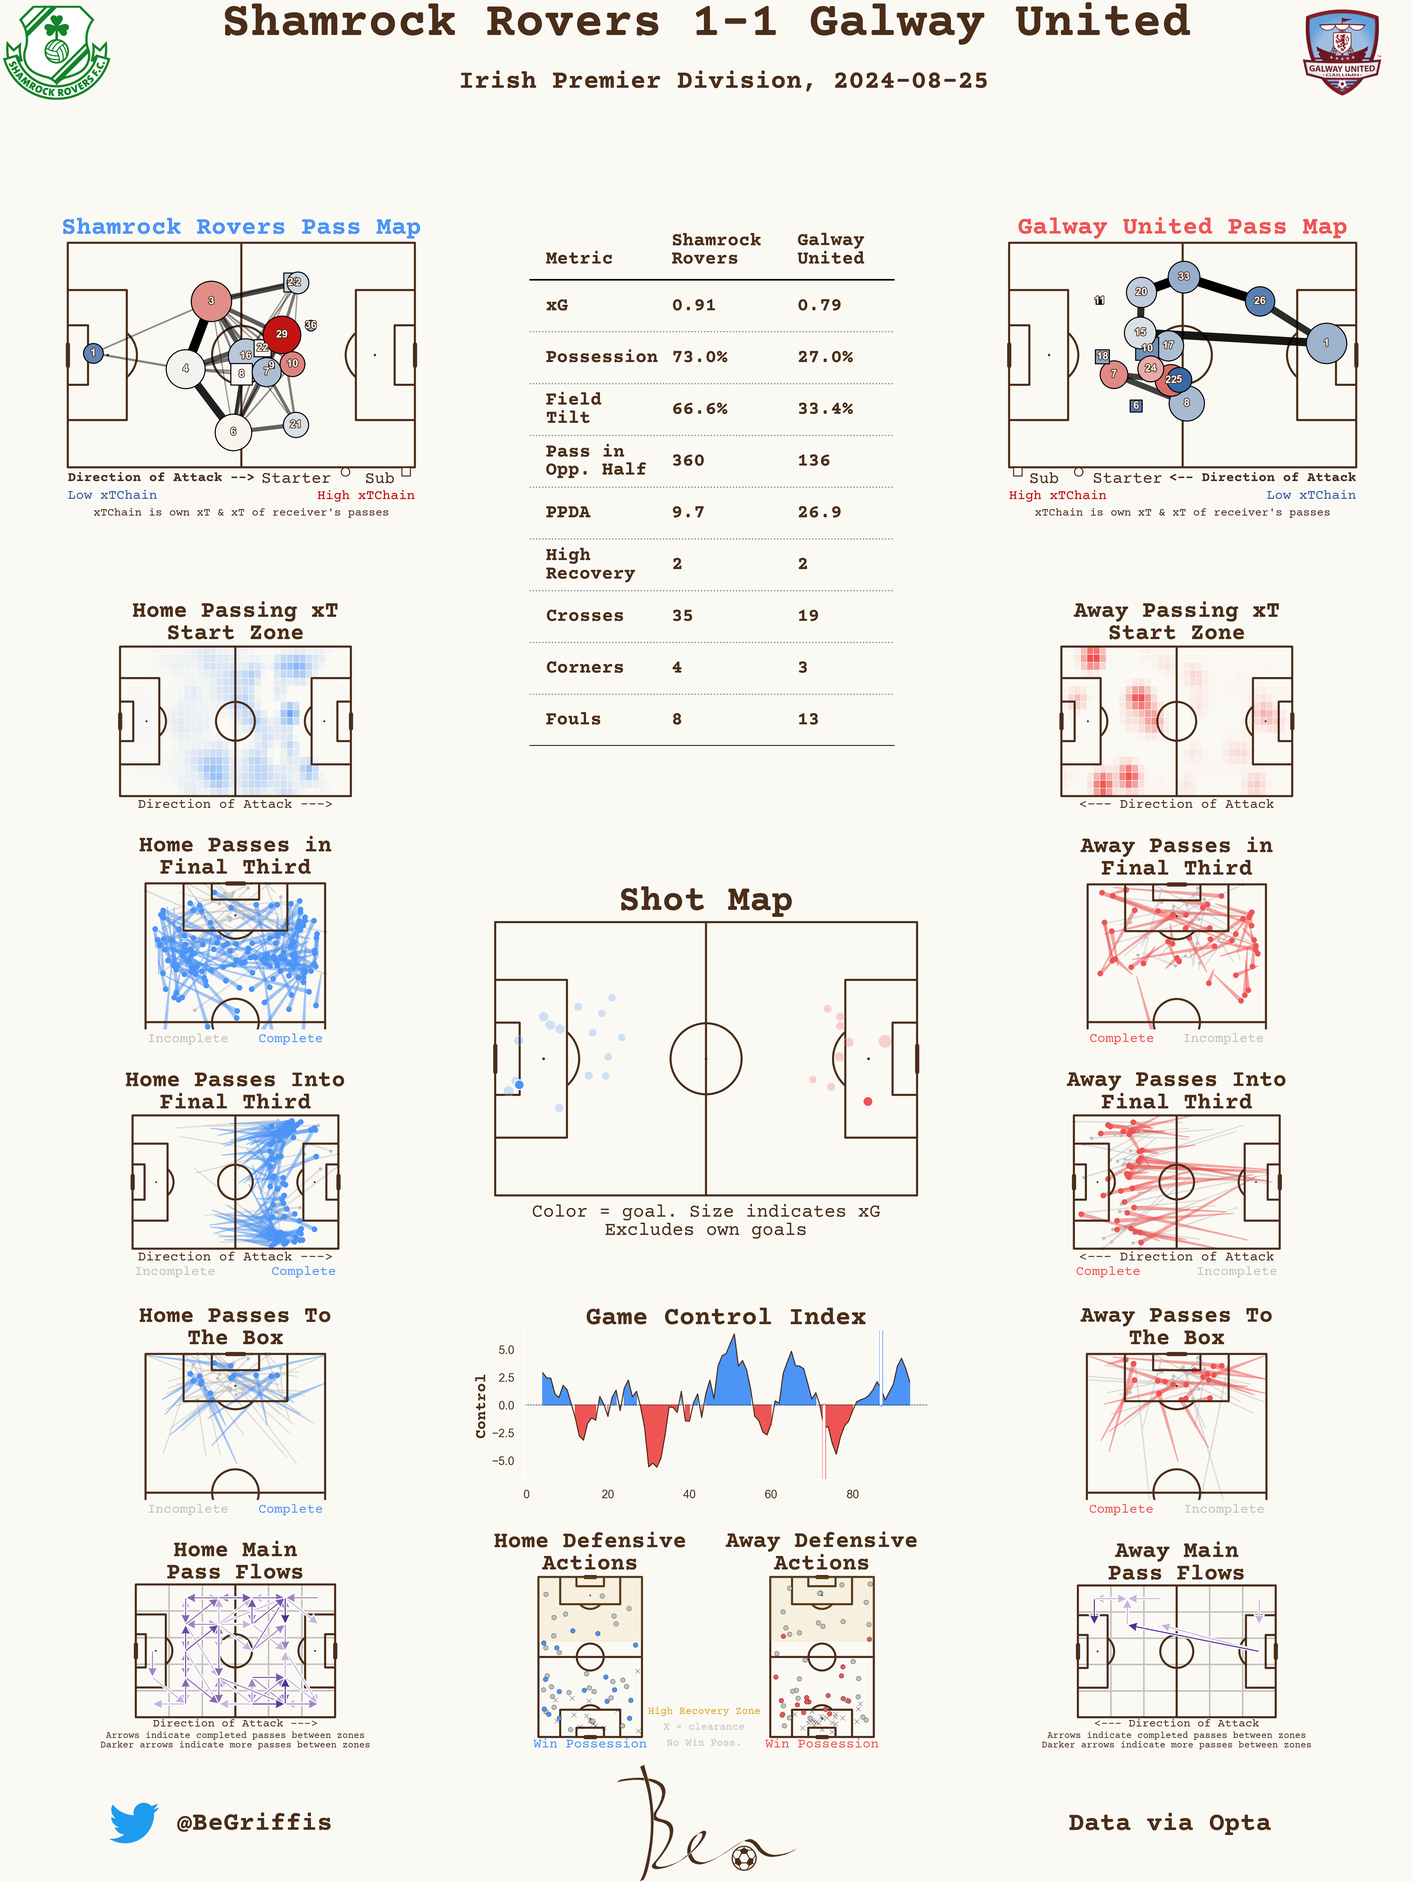 Shamrock Rovers 1-1 Galway United
Irish Premier Division, 2024-08-25
SHAMROCK ROVERS F.C.
GALWAY UNITED
GAILLIMH
Shamrock Rovers Pass Map
1
3
4
6
16
22
8
7
9
10
29
36
22
21
Direction of Attack --> Starter Sub
Low xTChain High xTChain
xTChain is own xT & xT of receiver's passes
Metric Shamrock Rovers Galway United
xG 0.91 0.79
Possession 73.0% 27.0%
Field Tilt 66.6% 33.4%
Pass in Opp. Half 360 136
PPDA 9.7 26.9
High Recovery 2 2
Crosses 35 19
Corners 4 3
Fouls 8 13
Galway United Pass Map
33
20
11
26
15
17
10
1
18
7
24
225
6
8
Sub Starter <-- Direction of Attack
High xTChain Low xTChain
xTChain is own xT & xT of receiver's passes
Home Passing xT
Start Zone
Direction of Attack --->
Away Passing xT
Start Zone
<--- Direction of Attack
Home Passes in
Final Third
Incomplete Complete
Away Passes in
Final Third
Complete Incomplete
Shot Map
Color = goal. Size indicates xG
Excludes own goals
Home Passes Into
Final Third
Direction of Attack --->
Incomplete Complete
Away Passes Into
Final Third
<--- Direction of Attack
Complete Incomplete
Home Passes To
The Box
Incomplete Complete
Game Control Index
Control
5.0
2.5
0.0
−2.5
−5.0
0 20 40 60 80
Away Passes To
The Box
Complete Incomplete
Home Main
Pass Flows
Direction of Attack --->
Arrows indicate completed passes between zones
Darker arrows indicate more passes between zones
Home Defensive
Actions
Win Possession
Away Defensive
Actions
Win Possession
High Recovery Zone
X = clearance
No Win Poss.
Away Main
Pass Flows
<--- Direction of Attack
Arrows indicate completed passes between zones
Darker arrows indicate more passes between zones
@BeGriffis
Ben
Data via Opta